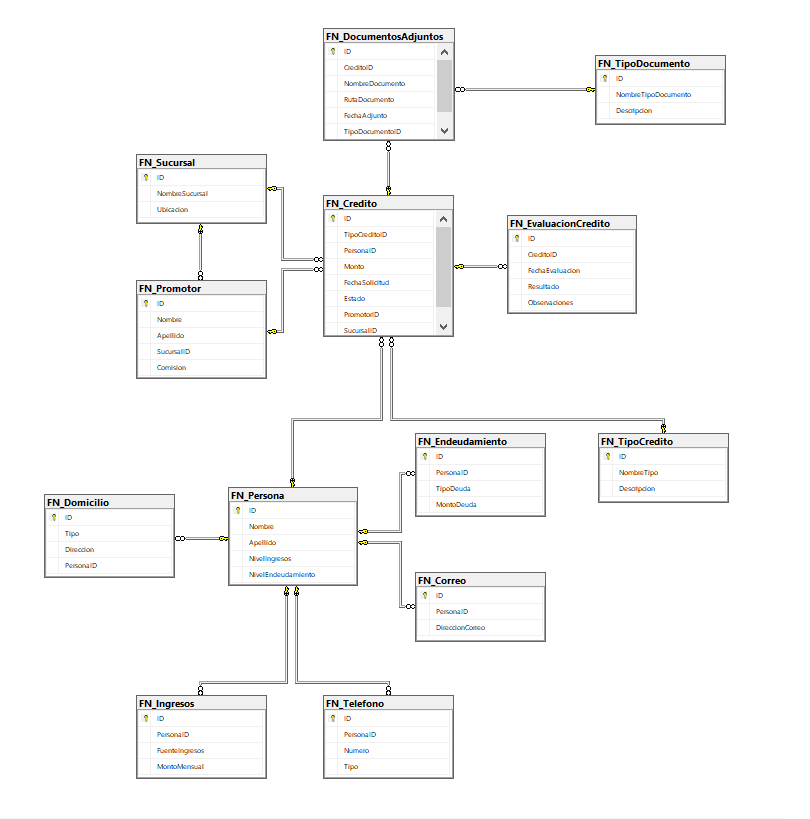 FN_DocumentosAdjuntos
ID
CreditoID
NombreDocumento
RutaDocumento
FechaAdjunto
TipoDocumentoID
FN_TipoDocumento
ID
NombreTipoDocumento
Descripcion
FN_Sucursal
ID
NombreSucursal
Ubicacion
FN_Credito
ID
TipoCreditoID
PersonaID
Monto
FechaSolicitud
Estado
PromotorID
SucursalID
FN_EvaluacionCredito
ID
CreditoID
FechaEvaluacion
Resultado
Observaciones
FN_Promotor
ID
Nombre
Apellido
SucursalID
Comision
FN_Endeudamiento
ID
PersonaID
TipoDeuda
MontoDeuda
FN_TipoCredito
ID
NombreTipo
Descripcion
FN_Domicilio
ID
Tipo
Direccion
PersonaID
FN_Persona
ID
Nombre
Apellido
NivelIngresos
NivelEndeudamiento
FN_Correo
ID
PersonaID
DireccionCorreo
FN_Ingresos
ID
PersonaID
FuenteIngresos
MontoMensual
FN_Telefono
ID
PersonaID
Numero
Tipo